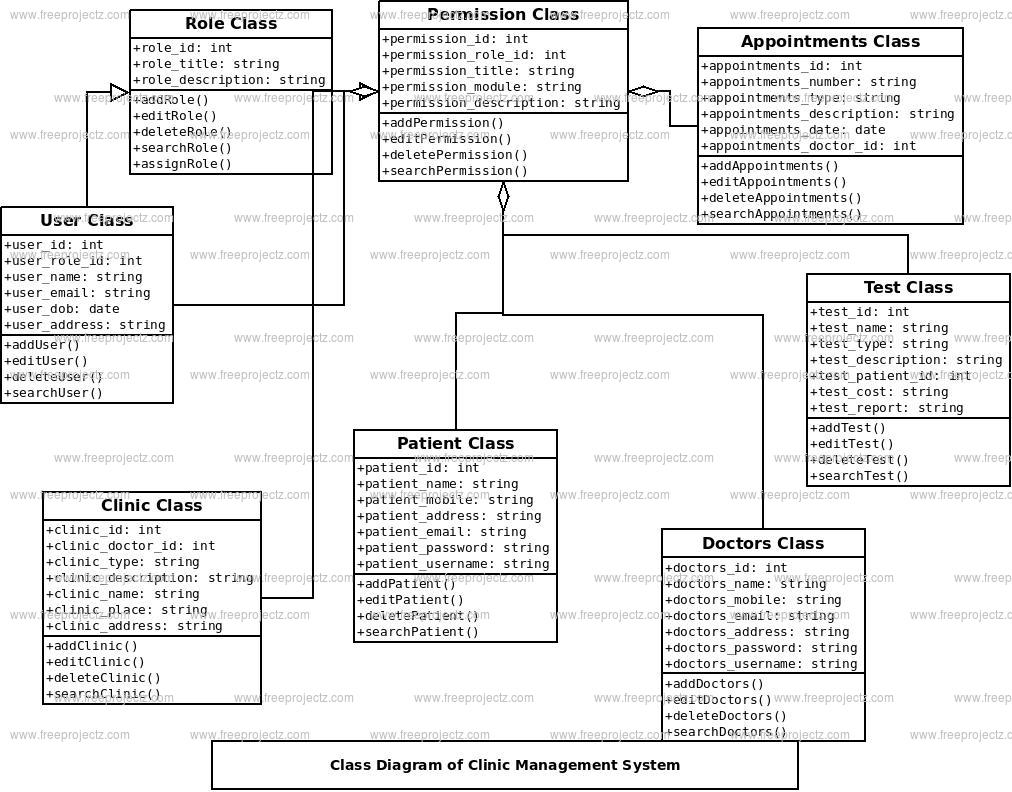 Role Class
+role_id: int
+role_title: string
+role_description: string
+addRole()
+editRole()
+deleteRole()
+searchRole()
+assignRole()
Permission Class
+permission_id: int
+permission_role_id: int
+permission_title: string
+permission_module: string
+permission_description: string
+addPermission()
+editPermission()
+deletePermission()
+searchPermission()
Appointments Class
+appointments_id: int
+appointments_number: string
+appointments_type: string
+appointments_description: string
+appointments_date: date
+appointments_doctor_id: int
+addAppointments()
+editAppointments()
+deleteAppointments()
+searchAppointments()
User Class
+user_id: int
+user_role_id: int
+user_name: string
+user_email: string
+user_dob: date
+user_address: string
+addUser()
+editUser()
+deleteUser()
+searchUser()
Test Class
+test_id: int
+test_name: string
+test_type: string
+test_description: string
+test_patient_id: int
+test_cost: string
+test_report: string
+addTest()
+editTest()
+deleteTest()
+searchTest()
Patient Class
+patient_id: int
+patient_name: string
+patient_mobile: string
+patient_address: string
+patient_email: string
+patient_password: string
+patient_username: string
+addPatient()
+editPatient()
+deletePatient()
+searchPatient()
Clinic Class
+clinic_id: int
+clinic_doctor_id: int
+clinic_type: string
+clinic_description: string
+clinic_name: string
+clinic_place: string
+clinic_address: string
+addClinic()
+editClinic()
+deleteClinic()
+searchClinic()
Doctors Class
+doctors_id: int
+doctors_name: string
+doctors_mobile: string
+doctors_email: string
+doctors_address: string
+doctors_password: string
+doctors_username: string
+addDoctors()
+editDoctors()
+deleteDoctors()
+searchDoctors()
Class Diagram of Clinic Management System
www.freeprojectz.com